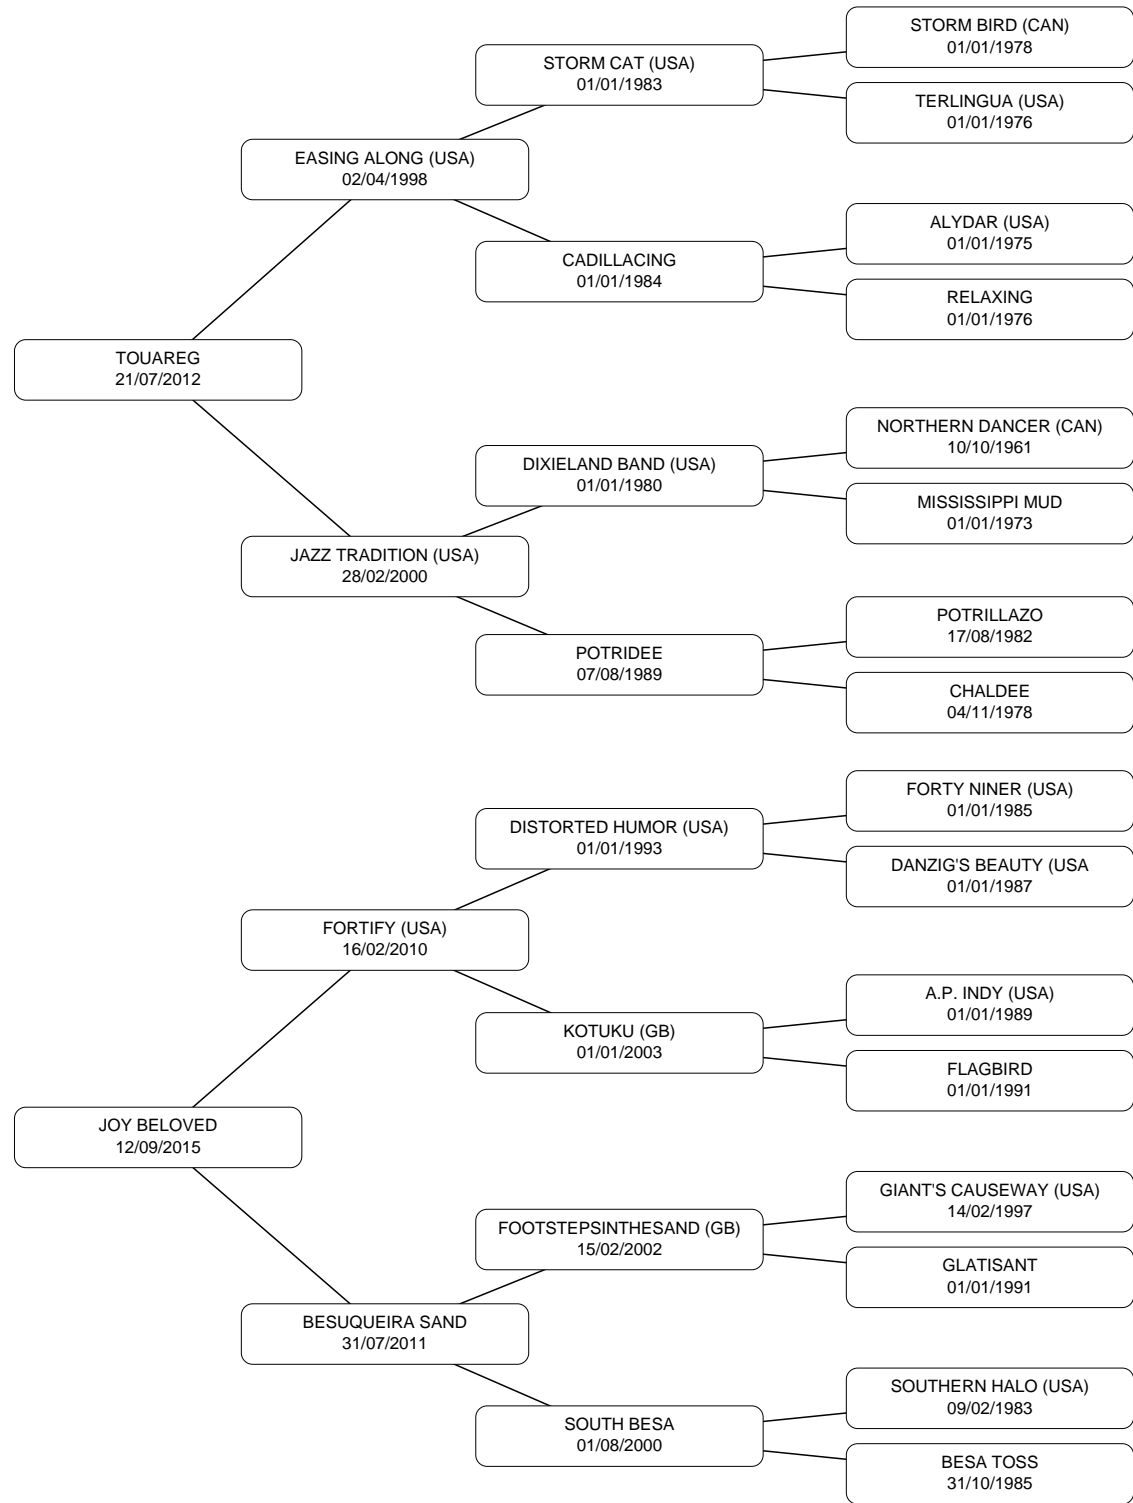 STORM BIRD (CAN)
01/01/1978
STORM CAT (USA)
01/01/1983
TERLINGUA (USA)
01/01/1976
EASING ALONG (USA)
02/04/1998
ALYDAR (USA)
01/01/1975
CADILLACING
01/01/1984
RELAXING
01/01/1976
TOUAREG
21/07/2012
NORTHERN DANCER (CAN)
10/10/1961
DIXIELAND BAND (USA)
01/01/1980
MISSISSIPPI MUD
01/01/1973
JAZZ TRADITION (USA)
28/02/2000
POTRILLAZO
17/08/1982
POTRIDEE
07/08/1989
CHALDEE
04/11/1978
FORTY NINER (USA)
01/01/1985
DISTORTED HUMOR (USA)
01/01/1993
DANZIG'S BEAUTY (USA
01/01/1987
FORTIFY (USA)
16/02/2010
A.P. INDY (USA)
01/01/1989
KOTUKU (GB)
01/01/2003
FLAGBIRD
01/01/1991
JOY BELOVED
12/09/2015
GIANT'S CAUSEWAY (USA)
14/02/1997
FOOTSTEPSINTHESAND (GB)
15/02/2002
GLATISANT
01/01/1991
BESUQUEIRA SAND
31/07/2011
SOUTHERN HALO (USA)
09/02/1983
SOUTH BESA
01/08/2000
BESA TOSS
31/10/1985